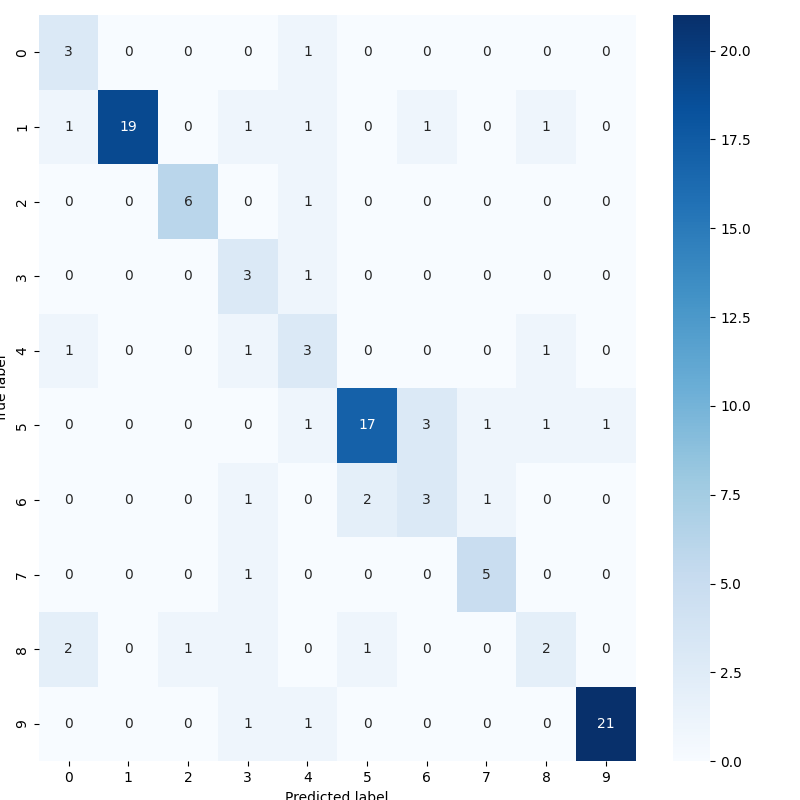 0 3 0 0 0 1 0 0 0 0 0
1 1 19 0 1 1 0 1 0 1 0
2 0 0 6 0 1 0 0 0 0 0
3 0 0 0 3 1 0 0 0 0 0
4 1 0 0 1 3 0 0 0 1 0
5 0 0 0 0 1 17 3 1 1 1
6 0 0 0 1 0 2 3 1 0 0
7 0 0 0 1 0 0 0 5 0 0
8 2 0 1 1 0 1 0 0 2 0
9 0 0 0 1 1 0 0 0 0 21
0 1 2 3 4 5 6 7 8 9
Predicted label
True label
20.0
17.5
15.0
12.5
10.0
7.5
5.0
2.5
0.0